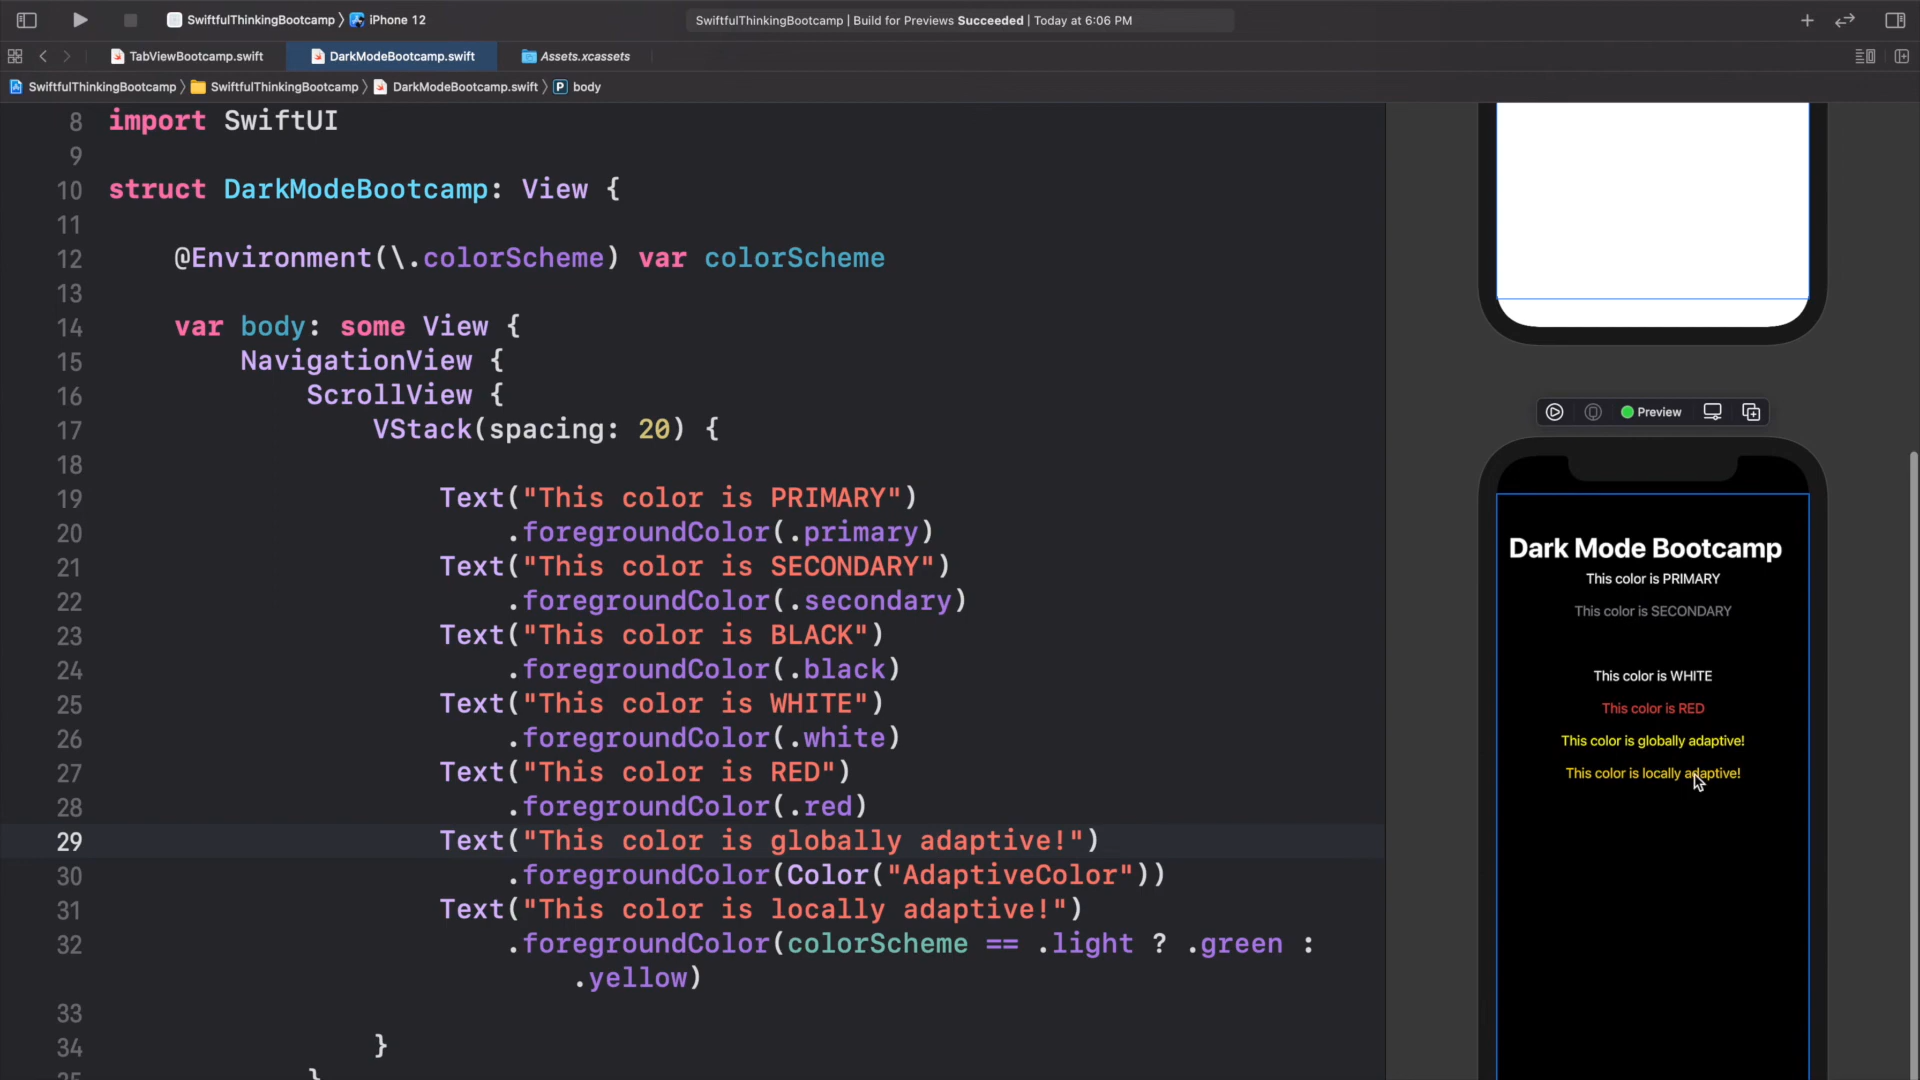 SwiftfulThinkingBootcamp 〉 iPhone 12
SwiftfulThinkingBootcamp | Build for Previews Succeeded | Today at 6:06 PM
TabViewBootcamp.swift
DarkModeBootcamp.swift
Assets.xcassets
SwiftfulThinkingBootcamp 〉 SwiftfulThinkingBootcamp 〉 DarkModeBootcamp.swift 〉 P body
8 import SwiftUI
9
10 struct DarkModeBootcamp: View {
11
12 @Environment(\.colorScheme) var colorScheme
13
14 var body: some View {
15 NavigationView {
16 ScrollView {
17 VStack(spacing: 20) {
18
19 Text("This color is PRIMARY")
20 .foregroundColor(.primary)
21 Text("This color is SECONDARY")
22 .foregroundColor(.secondary)
23 Text("This color is BLACK")
24 .foregroundColor(.black)
25 Text("This color is WHITE")
26 .foregroundColor(.white)
27 Text("This color is RED")
28 .foregroundColor(.red)
29 Text("This color is globally adaptive!")
30 .foregroundColor(Color("AdaptiveColor"))
31 Text("This color is locally adaptive!")
32 .foregroundColor(colorScheme == .light ? .green :
.yellow)
33
34 }
35 }
Preview
Dark Mode Bootcamp
This color is PRIMARY
This color is SECONDARY
This color is WHITE
This color is RED
This color is globally adaptive!
This color is locally adaptive!